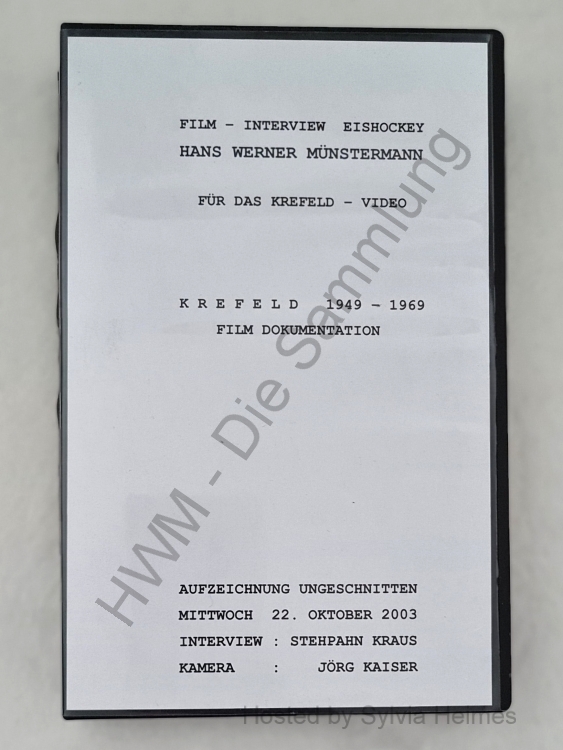 FILM - INTERVIEW EISHOCKEY
HANS WERNER MÜNSTERMANN
FÜR DAS KREFELD - VIDEO
K R E F E L D 1949 - 1969
FILM DOKUMENTATION
HWM - Die Sammlung
AUFZEICHNUNG UNGESCHNITTEN
MITTWOCH 22. OKTOBER 2003
INTERVIEW : STEHPAHN KRAUS
KAMERA : JÖRG KAISER
Hosted by Sylvia Helmes